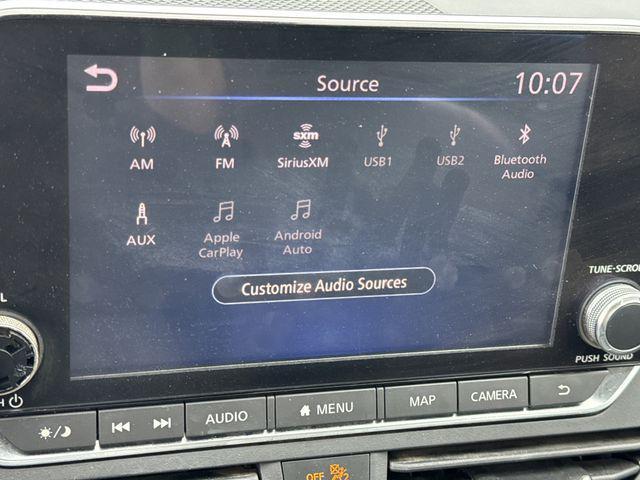 Source
10:07
AM
FM
sxm
SiriusXM
USB1
USB2
Bluetooth
Audio
AUX
Apple
CarPlay
Android
Auto
Customize Audio Sources
TUNE-SCROLL
PUSH SOUND
AUDIO
MENU
MAP
CAMERA
OFF